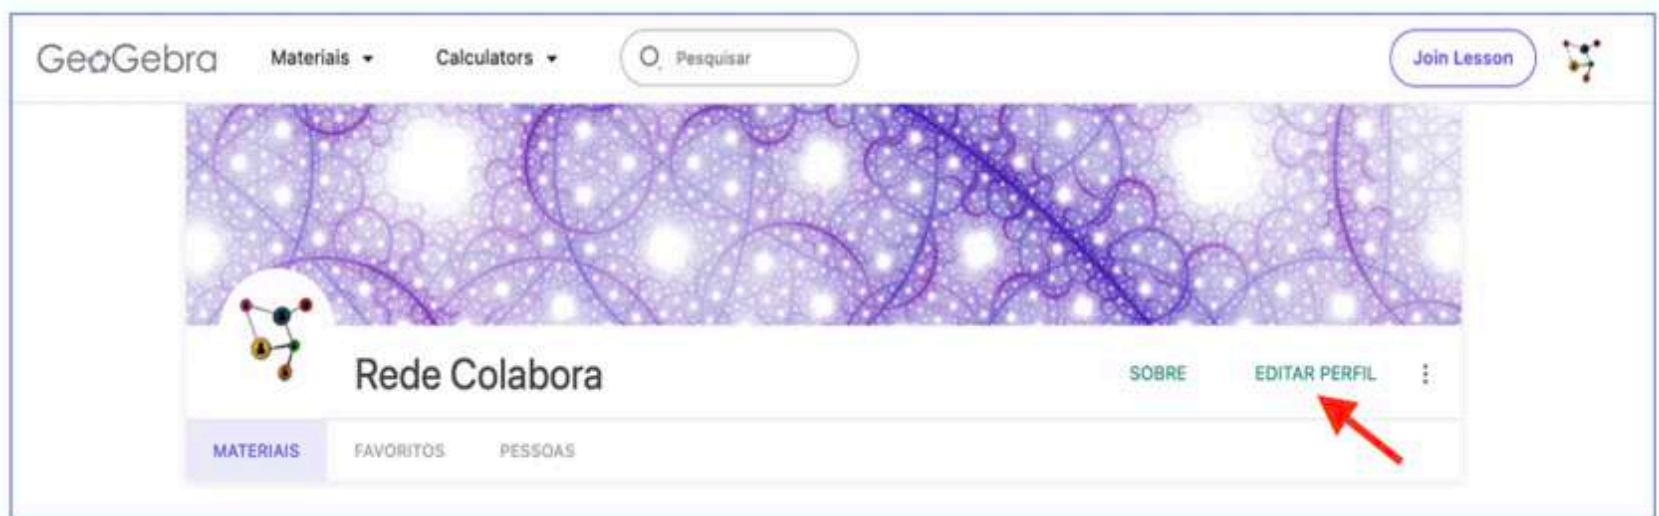 GeoGebra Materiais Calculators Pesquisar Join Lesson
Rede Colabora SOBRE EDITAR PERFIL
MATERIAIS FAVORITOS PESSOAS